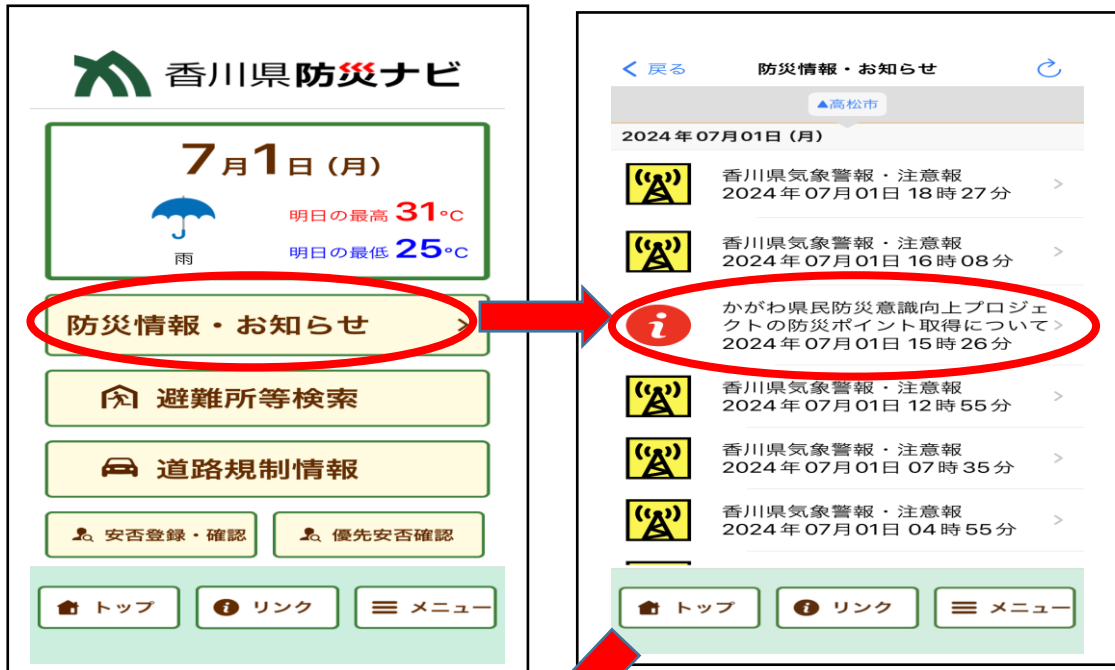 香川県防災ナビ
7月1日（月）
明日の最高 31℃
雨
明日の最低 25℃
防災情報・お知らせ >
避難所等検索
道路規制情報
安否登録・確認
優先安否確認
トップ
リンク
メニュー
戻る
防災情報・お知らせ
▲高松市
2024年07月01日（月）
香川県気象警報・注意報
2024年07月01日 18時27分
香川県気象警報・注意報
2024年07月01日 16時08分
かがわ県民防災意識向上プロジェ
クトの防災ポイント取得について
2024年07月01日 15時26分
香川県気象警報・注意報
2024年07月01日 12時55分
香川県気象警報・注意報
2024年07月01日 07時35分
香川県気象警報・注意報
2024年07月01日 04時55分
トップ
リンク
メニュー